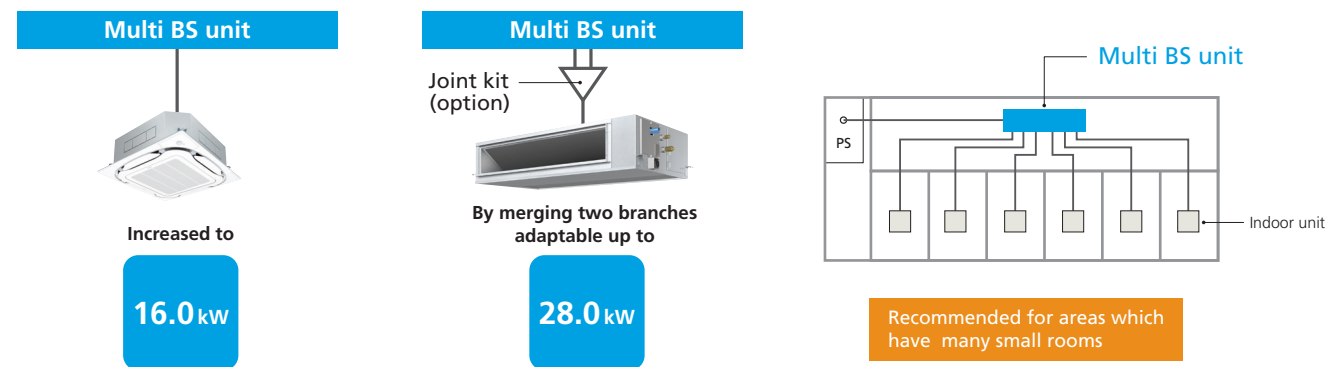 Multi BS unit
Increased to
16.0 kW
Multi BS unit
Joint kit
(option)
By merging two branches
adaptable up to
28.0 kW
Multi BS unit
PS
Indoor unit
Recommended for areas which
have many small rooms